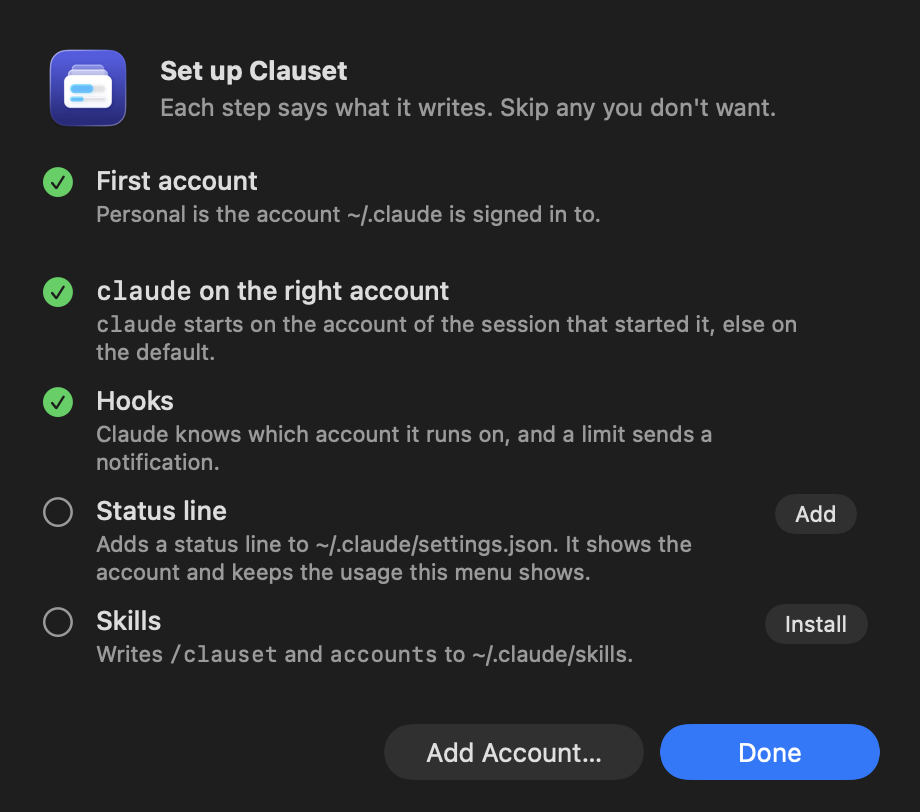 Set up Clauset
Each step says what it writes. Skip any you don't want.
First account
Personal is the account ~/.claude is signed in to.
claude on the right account
claude starts on the account of the session that started it, else on
the default.
Hooks
Claude knows which account it runs on, and a limit sends a
notification.
Status line
Add
Adds a status line to ~/.claude/settings.json. It shows the
account and keeps the usage this menu shows.
Skills
Install
Writes /clauset and accounts to ~/.claude/skills.
Add Account...
Done